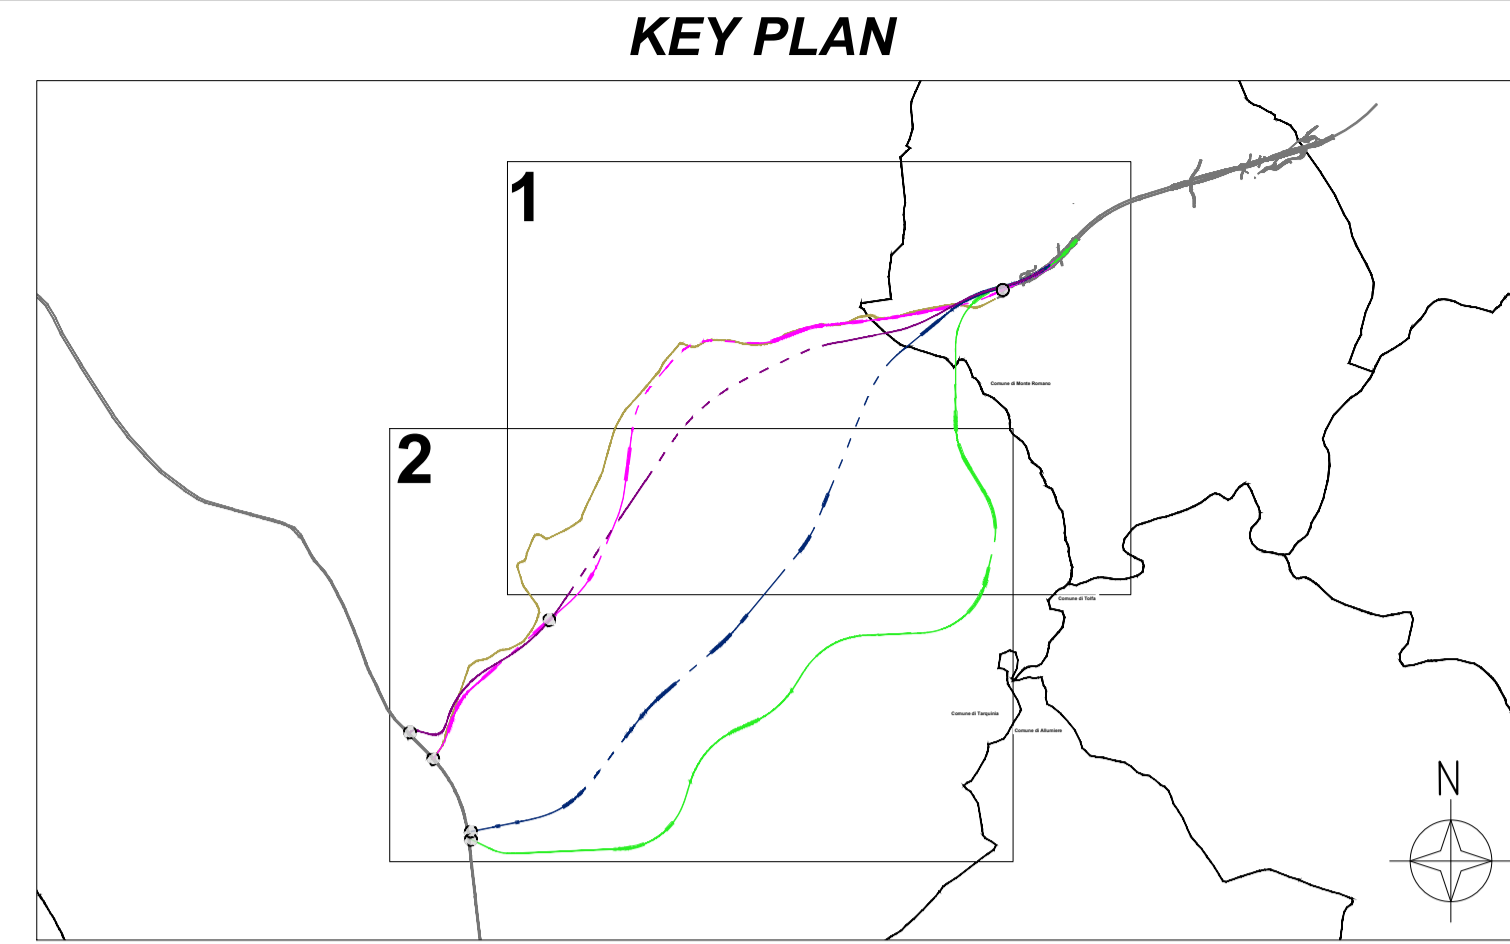 KEY PLAN
1
2
Comune di Monte Romano
Comune di Tolfa
Comune di Tarquinia
Comune di Allumiere
N